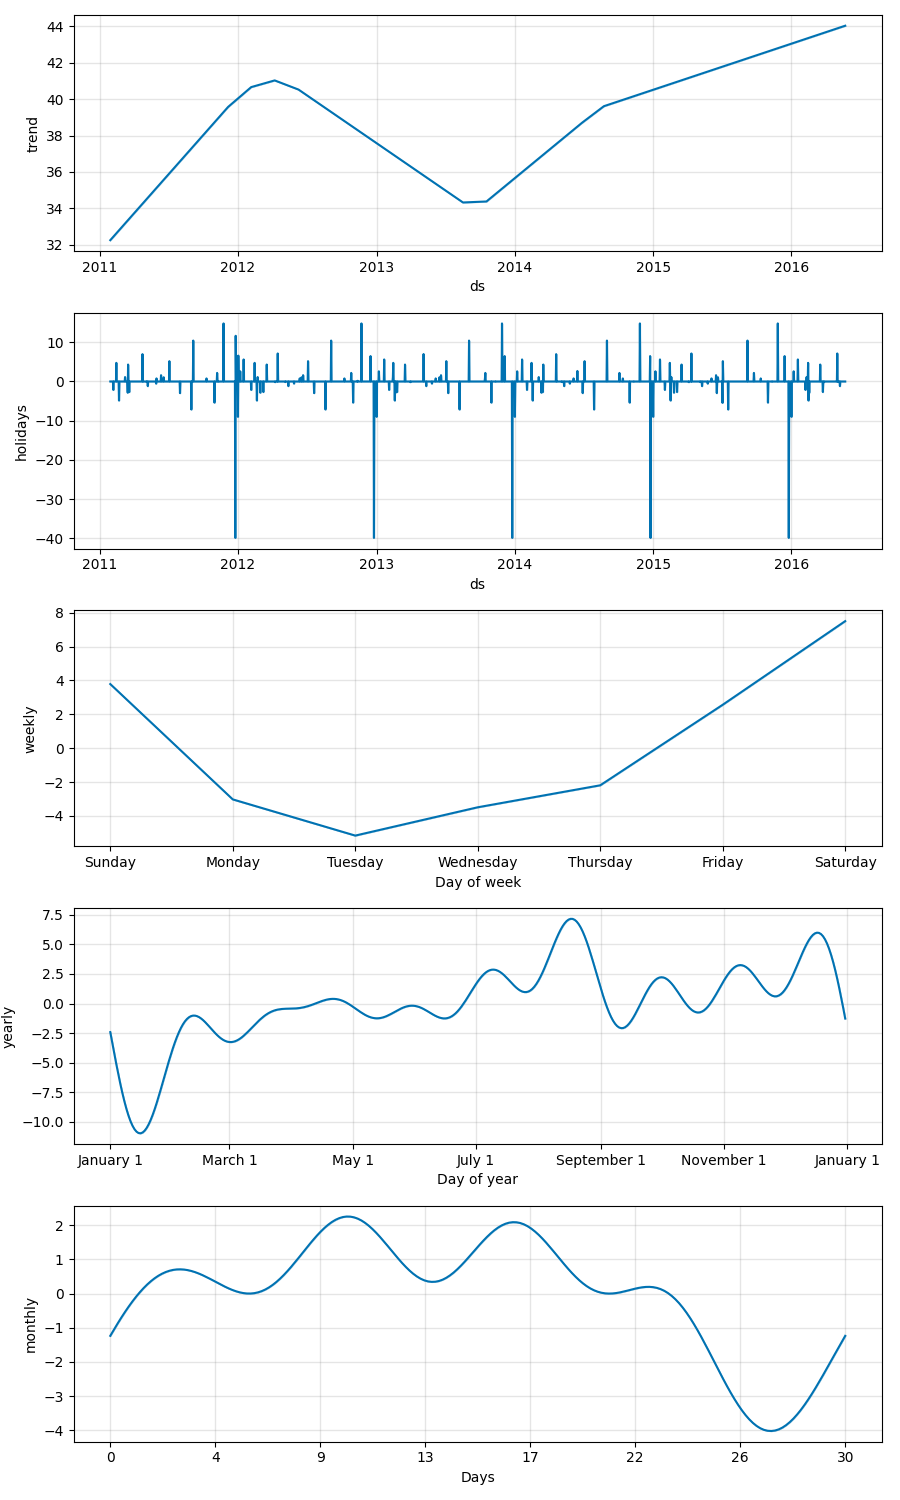 trend
44
42
40
38
36
34
32
2011 2012 2013 2014 2015 2016
ds
holidays
10
0
−10
−20
−30
−40
2011 2012 2013 2014 2015 2016
ds
weekly
8
6
4
2
0
−2
−4
Sunday Monday Tuesday Wednesday Thursday Friday Saturday
Day of week
yearly
7.5
5.0
2.5
0.0
−2.5
−5.0
−7.5
−10.0
January 1 March 1 May 1 July 1 September 1 November 1 January 1
Day of year
monthly
2
1
0
−1
−2
−3
−4
0 4 9 13 17 22 26 30
Days